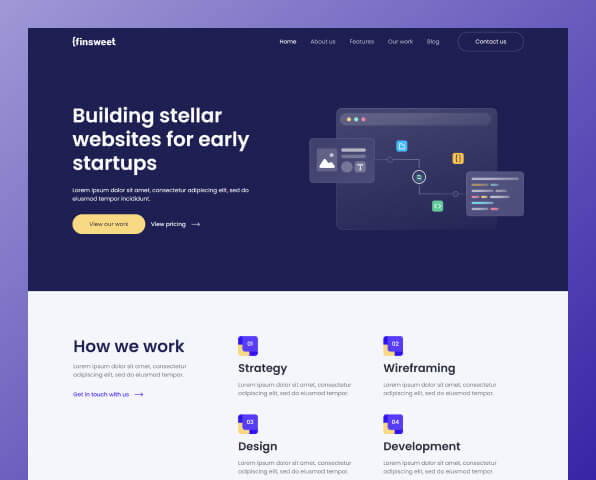 {finsweet
Home About us Features Our work Blog Contact us
Building stellar
websites for early
startups
Lorem ipsum dolor sit amet, consectetur adipiscing elit, sed do
eiusmod tempor incididunt.
View our work View pricing
T
{}
<>
How we work
Lorem ipsum dolor sit amet, consectetur
adipiscing elit, sed do eiusmod tempor.
Get in touch with us
01
Strategy
Lorem ipsum dolor sit amet, consectetur
sed do eiusmod tempor.
02
Wireframing
Lorem ipsum dolor sit amet, consectetur
adipiscing elit, sed do eiusmod tempor.
03
Design
Lorem ipsum dolor sit amet, consectetur
adipiscing elit, sed do eiusmod tempor.
04
Development
Lorem ipsum dolor sit amet, consectetur
adipiscing elit, sed do eiusmod tempor.